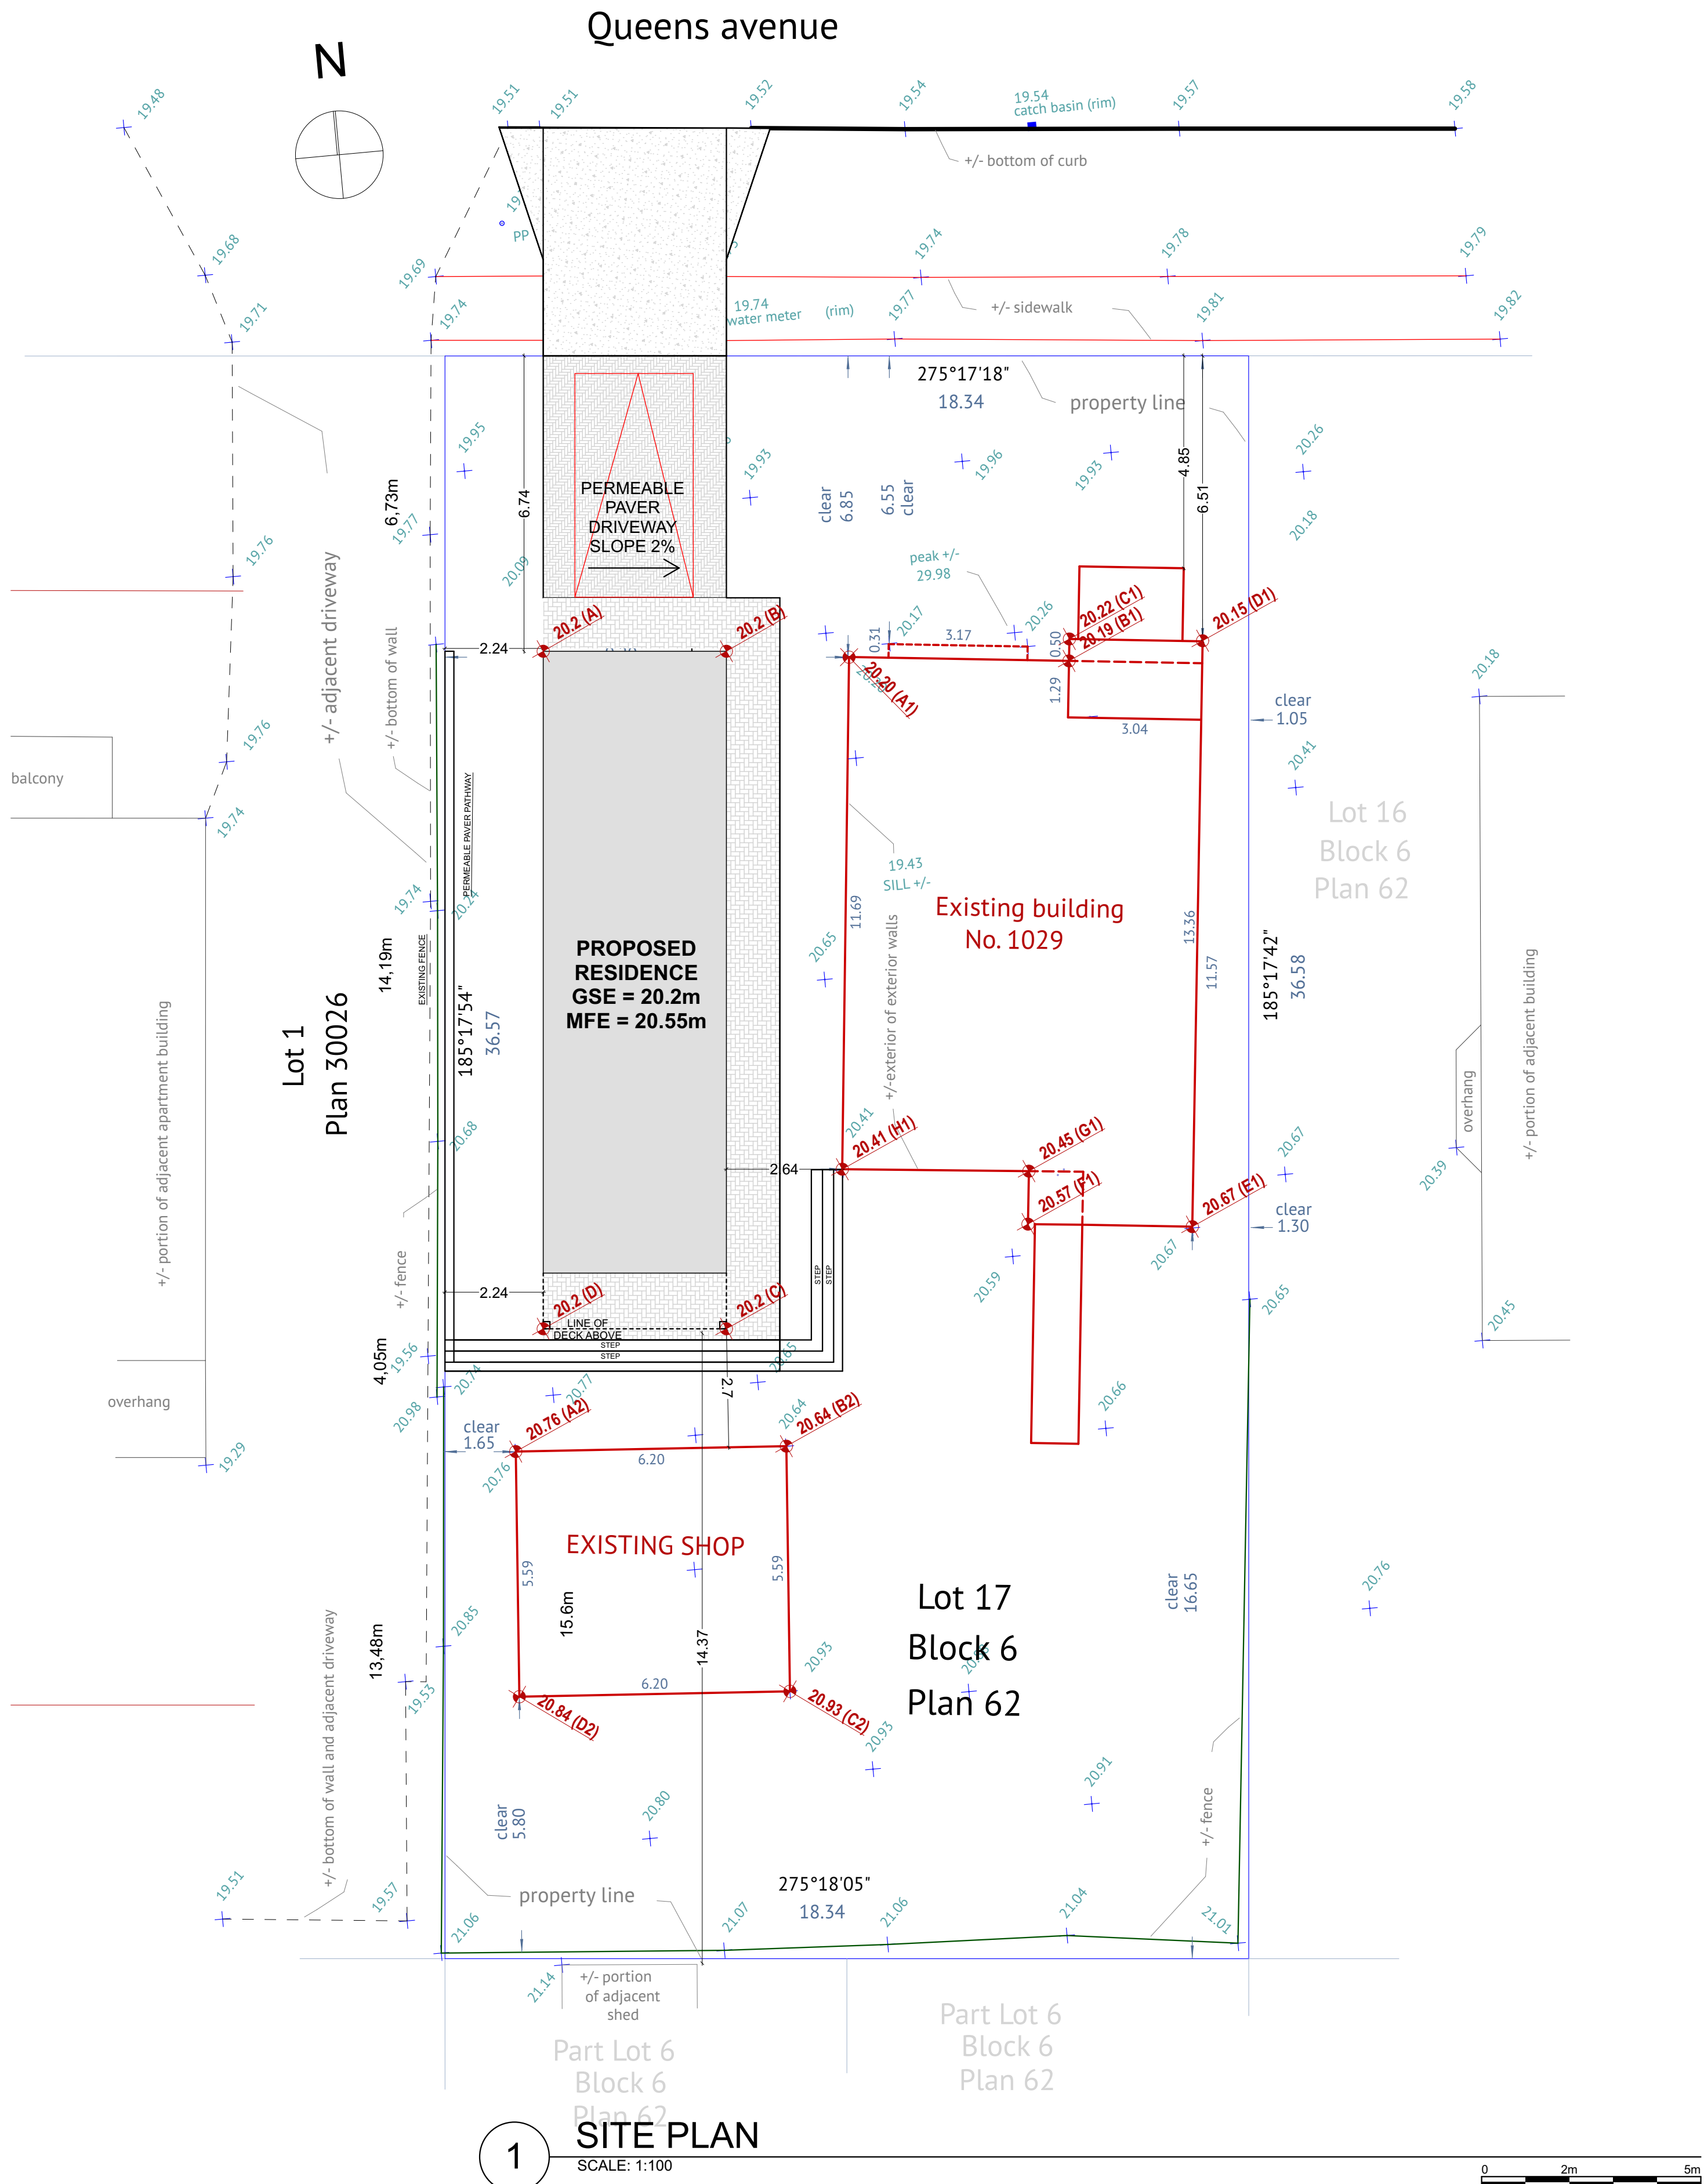 Queens avenue
N
19.48
19.51
19.51
19.52
19.54
19.54
catch basin (rim)
19.57
19.58
+/- bottom of curb
PP
19.68
19.69
19.74
19.78
19.79
19.71
19.74
19.74
water meter (rim)
19.77
+/- sidewalk
19.81
19.82
275°17'18"
18.34
property line
19.95
19.93
19.96
19.93
20.26
4.85
6.51
6,73m
19.77
6.74
PERMEABLE
PAVER
DRIVEWAY
SLOPE 2%
clear
6.85
6.55
clear
20.18
19.76
20.09
peak +/-
29.98
20.2 (A)
20.2 (B)
20.17
0.31
3.17
20.26
0.50
20.22 (C1)
20.19 (B1)
20.15 (D1)
2.24
20.20 (A1)
1.29
3.04
clear
1.05
20.18
+/- adjacent driveway
+/- bottom of wall
19.76
20.41
balcony
19.74
PERMEABLE PAVER PATHWAY
19.43
SILL +/-
Lot 16
Block 6
Plan 62
19.74
20.24
11.69
Existing building
No. 1029
13.36
11.57
14,19m
EXISTING FENCE
PROPOSED
RESIDENCE
GSE = 20.2m
MFE = 20.55m
20.65
+/-exterior of exterior walls
185°17'42"
36.58
185°17'54"
36.57
Lot 1
Plan 30026
+/- portion of adjacent apartment building
+/- portion of adjacent building
overhang
20.68
20.41
20.41 (H1)
20.45 (G1)
20.67
20.39
2.64
20.57 (F1)
20.67 (E1)
clear
1.30
+/- fence
STEP
STEP
20.59
20.67
2.24
20.2 (D)
20.2 (C)
LINE OF
DECK ABOVE
STEP
STEP
20.65
20.45
4,05m
19.56
20.74
20.77
20.65
2.7
overhang
20.98
clear
1.65
20.76 (A2)
20.64
20.64 (B2)
20.66
19.29
20.76
6.20
EXISTING SHOP
5.59
5.59
15.6m
14.37
clear
16.65
20.76
Lot 17
Block 6
Plan 62
13,48m
20.85
6.20
20.93
19.53
20.84 (D2)
20.93 (C2)
20.93
20.91
+/- bottom of wall and adjacent driveway
clear
5.80
20.80
+/- fence
19.51
19.57
property line
275°18'05"
18.34
21.06
21.07
21.06
21.04
21.01
21.14
+/- portion
of adjacent
shed
Part Lot 6
Block 6
Plan 62
Part Lot 6
Block 6
Plan 62
1
SITE PLAN
SCALE: 1:100
0
2m
5m